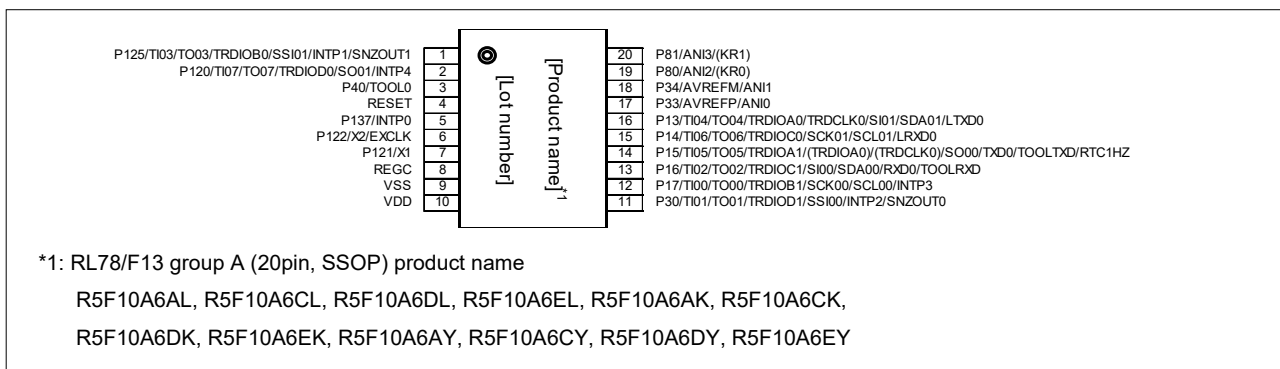 P125/TI03/TO03/TRDIOB0/SSI01/INTP1/SNZOUT1 1 20 P81/ANI3/(KR1)
P120/TI07/TO07/TRDIOD0/SO01/INTP4 2 19 P80/ANI2/(KR0)
P40/TOOL0 3 18 P34/AVREFM/ANI1
RESET 4 17 P33/AVREFP/ANI0
P137/INTP0 5 16 P13/TI04/TO04/TRDIOA0/TRDCLK0/SI01/SDA01/LTXD0
P122/X2/EXCLK 6 15 P14/TI06/TO06/TRDIOC0/SCK01/SCL01/LRXD0
P121/X1 7 14 P15/TI05/TO05/TRDIOA1/(TRDIOA0)/(TRDCLK0)/SO00/TXD0/TOOLTXD/RTC1HZ
REGC 8 13 P16/TI02/TO02/TRDIOC1/SI00/SDA00/RXD0/TOOLRXD
VSS 9 12 P17/TI00/TO00/TRDIOB1/SCK00/SCL00/INTP3
VDD 10 11 P30/TI01/TO01/TRDIOD1/SSI00/INTP2/SNZOUT0
[Product name]*1
[Lot number]
*1: RL78/F13 group A (20pin, SSOP) product name
R5F10A6AL, R5F10A6CL, R5F10A6DL, R5F10A6EL, R5F10A6AK, R5F10A6CK,
R5F10A6DK, R5F10A6EK, R5F10A6AY, R5F10A6CY, R5F10A6DY, R5F10A6EY